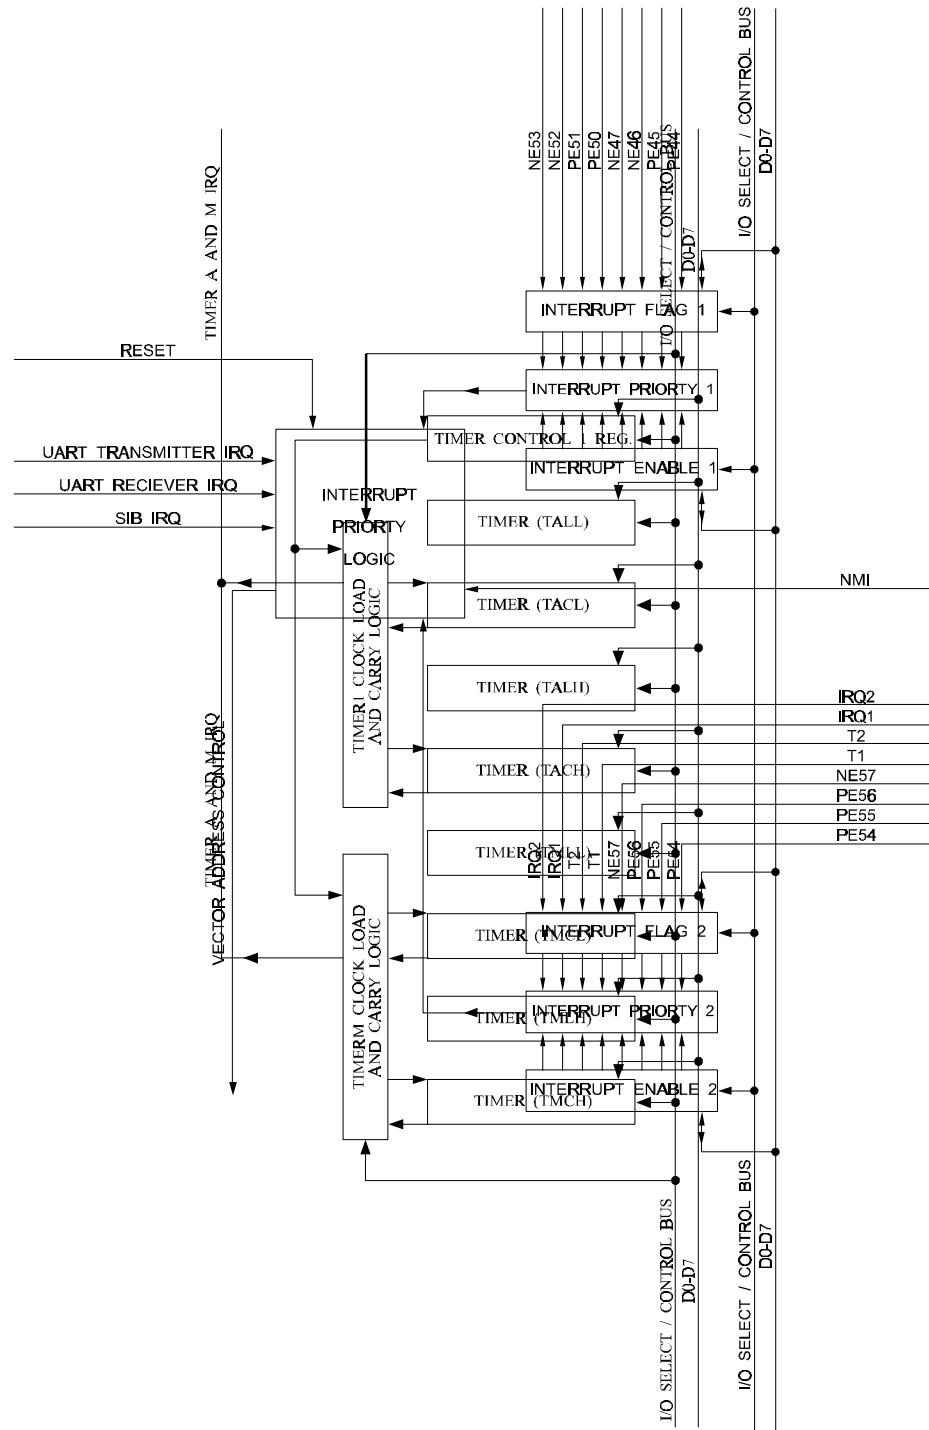 NE53
NE52
PE51
PE50
NE47
NE46
PE45
PE44
I/O SELECT / CONTROL BUS
D0-D7
I/O SELECT / CONTROL BUS
D0-D7
TIMER A AND M IRQ
INTERRUPT FLAG 1
RESET
INTERRUPT PRIORTY 1
TIMER CONTROL 1 REG.
UART TRANSMITTER IRQ
INTERRUPT ENABLE 1
UART RECIEVER IRQ
SIB IRQ
INTERRUPT
PRIORTY
LOGIC
TIMER (TALL)
NMI
TIMER (TACL)
TIMER1 CLOCK LOAD
AND CARRY LOGIC
TIMER (TALH)
IRQ2
IRQ1
T2
T1
NE57
PE56
PE55
PE54
TIMER (TACH)
TIMER A AND M IRQ
VECTOR ADDRESS CONTROL
TIMER (TMLL)
IRQ2
IRQ1
T2
T1
NE57
PE56
PE55
PE54
TIMERM CLOCK LOAD
AND CARRY LOGIC
TIMER (TMCL)
INTERRUPT FLAG 2
TIMER (TMLH)
INTERRUPT PRIORTY 2
INTERRUPT ENABLE 2
TIMER (TMCH)
I/O SELECT / CONTROL BUS
D0-D7
I/O SELECT / CONTROL BUS
D0-D7